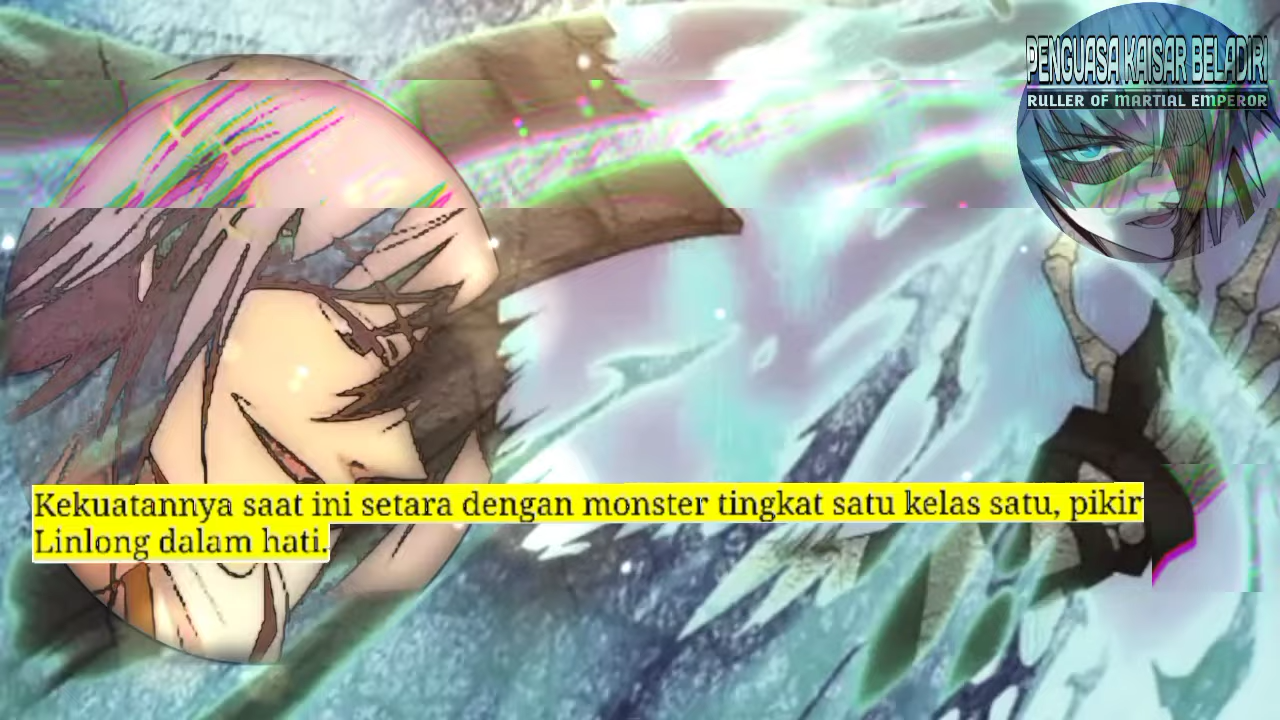 PENGUASA KAISAR BELADIRI
RULLER OF MARTIAL EMPEROR
Kekuatannya saat ini setara dengan monster tingkat satu kelas satu, pikir
Linlong dalam hati.